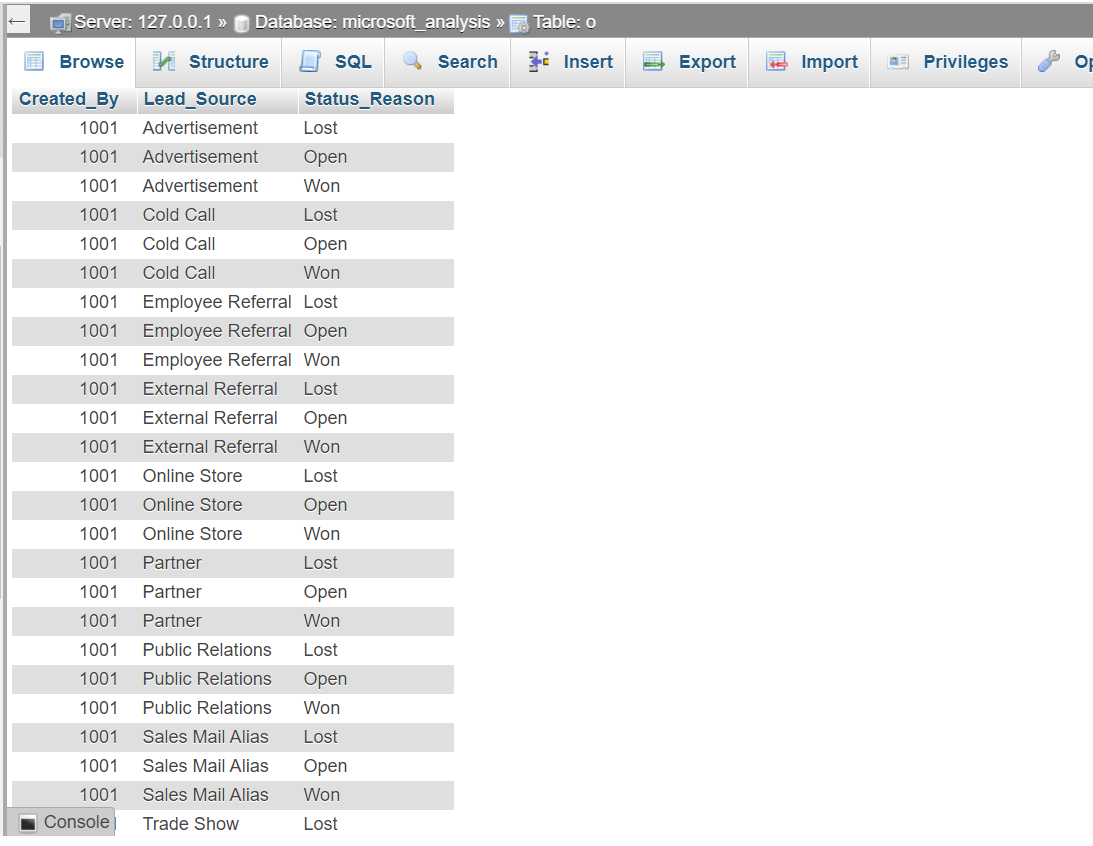 Server: 127.0.0.1 » Database: microsoft_analysis » Table: o
Browse Structure SQL Search Insert Export Import Privileges Op
Created_By Lead_Source Status_Reason
1001 Advertisement Lost
1001 Advertisement Open
1001 Advertisement Won
1001 Cold Call Lost
1001 Cold Call Open
1001 Cold Call Won
1001 Employee Referral Lost
1001 Employee Referral Open
1001 Employee Referral Won
1001 External Referral Lost
1001 External Referral Open
1001 External Referral Won
1001 Online Store Lost
1001 Online Store Open
1001 Online Store Won
1001 Partner Lost
1001 Partner Open
1001 Partner Won
1001 Public Relations Lost
1001 Public Relations Open
1001 Public Relations Won
1001 Sales Mail Alias Lost
1001 Sales Mail Alias Open
1001 Sales Mail Alias Won
Console Trade Show Lost